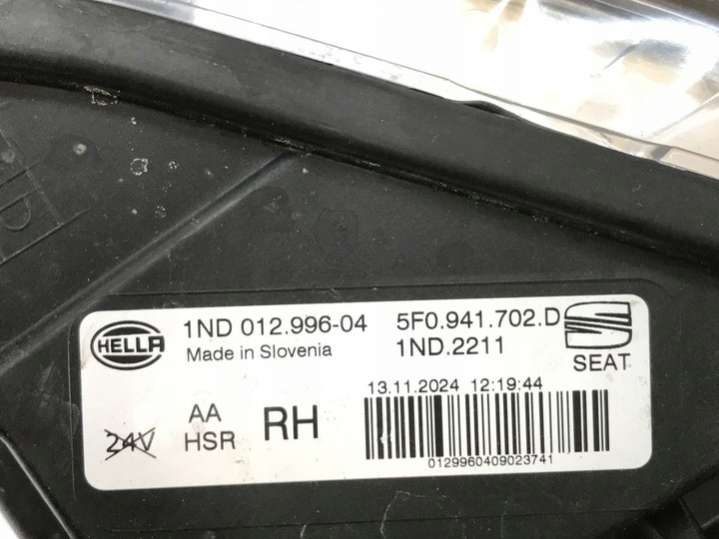 HELLA
1ND 012.996-04 5F0.941.702.D
Made in Slovenia 1ND.2211
SEAT
13.11.2024 12:19:44
AA
24V HSR RH
0129960409023741